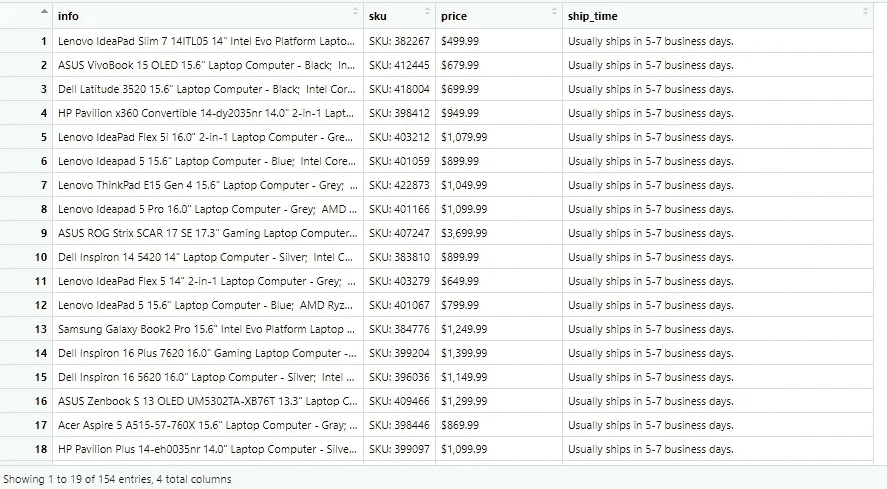 info sku price ship_time
1 Lenovo IdeaPad Slim 7 14ITL05 14" Intel Evo Platform Lapto... SKU: 382267 $499.99 Usually ships in 5-7 business days.
2 ASUS VivoBook 15 OLED 15.6" Laptop Computer - Black; In... SKU: 412445 $679.99 Usually ships in 5-7 business days.
3 Dell Latitude 3520 15.6" Laptop Computer - Black; Intel Cor... SKU: 418004 $699.99 Usually ships in 5-7 business days.
4 HP Pavilion x360 Convertible 14-dy2035nr 14.0" 2-in-1 Lapt... SKU: 398412 $949.99 Usually ships in 5-7 business days.
5 Lenovo IdeaPad Flex 5i 16.0" 2-in-1 Laptop Computer - Gre... SKU: 403212 $1,079.99 Usually ships in 5-7 business days.
6 Lenovo Ideapad 5 15.6" Laptop Computer - Blue; Intel Core... SKU: 401059 $899.99 Usually ships in 5-7 business days.
7 Lenovo ThinkPad E15 Gen 4 15.6" Laptop Computer - Grey; ... SKU: 422873 $1,049.99 Usually ships in 5-7 business days.
8 Lenovo Ideapad 5 Pro 16.0" Laptop Computer - Grey; AMD ... SKU: 401166 $1,099.99 Usually ships in 5-7 business days.
9 ASUS ROG Strix SCAR 17 SE 17.3" Gaming Laptop Computer... SKU: 407247 $3,699.99 Usually ships in 5-7 business days.
10 Dell Inspiron 14 5420 14" Laptop Computer - Silver; Intel C... SKU: 383810 $899.99 Usually ships in 5-7 business days.
11 Lenovo IdeaPad Flex 5 14" 2-in-1 Laptop Computer - Grey; ... SKU: 403279 $649.99 Usually ships in 5-7 business days.
12 Lenovo IdeaPad 5 15.6" Laptop Computer - Blue; AMD Ryz... SKU: 401067 $799.99 Usually ships in 5-7 business days.
13 Samsung Galaxy Book2 Pro 15.6" Intel Evo Platform Laptop ... SKU: 384776 $1,249.99 Usually ships in 5-7 business days.
14 Dell Inspiron 16 Plus 7620 16.0" Gaming Laptop Computer -... SKU: 399204 $1,399.99 Usually ships in 5-7 business days.
15 Dell Inspiron 16 5620 16.0" Laptop Computer - Silver; Intel ... SKU: 396036 $1,149.99 Usually ships in 5-7 business days.
16 ASUS Zenbook S 13 OLED UM5302TA-XB76T 13.3" Laptop C... SKU: 409466 $1,299.99 Usually ships in 5-7 business days.
17 Acer Aspire 5 A515-57-760X 15.6" Laptop Computer - Gray; ... SKU: 398446 $869.99 Usually ships in 5-7 business days.
18 HP Pavilion Plus 14-eh0035nr 14.0" Laptop Computer - Silve... SKU: 399097 $1,099.99 Usually ships in 5-7 business days.
Showing 1 to 19 of 154 entries, 4 total columns